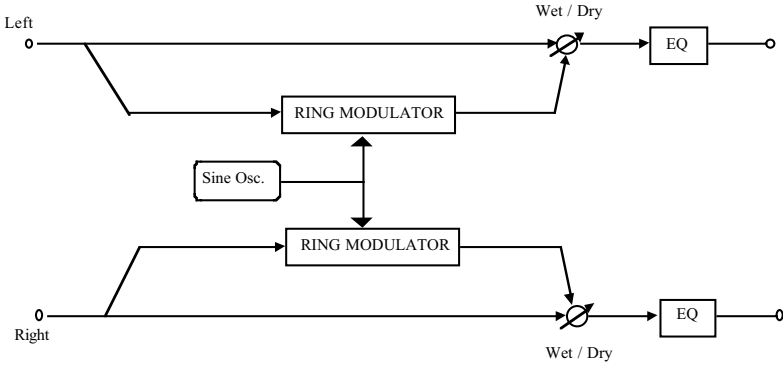 Wet / Dry
Left
EQ
RING MODULATOR
Sine Osc.
RING MODULATOR
EQ
Right
Wet / Dry